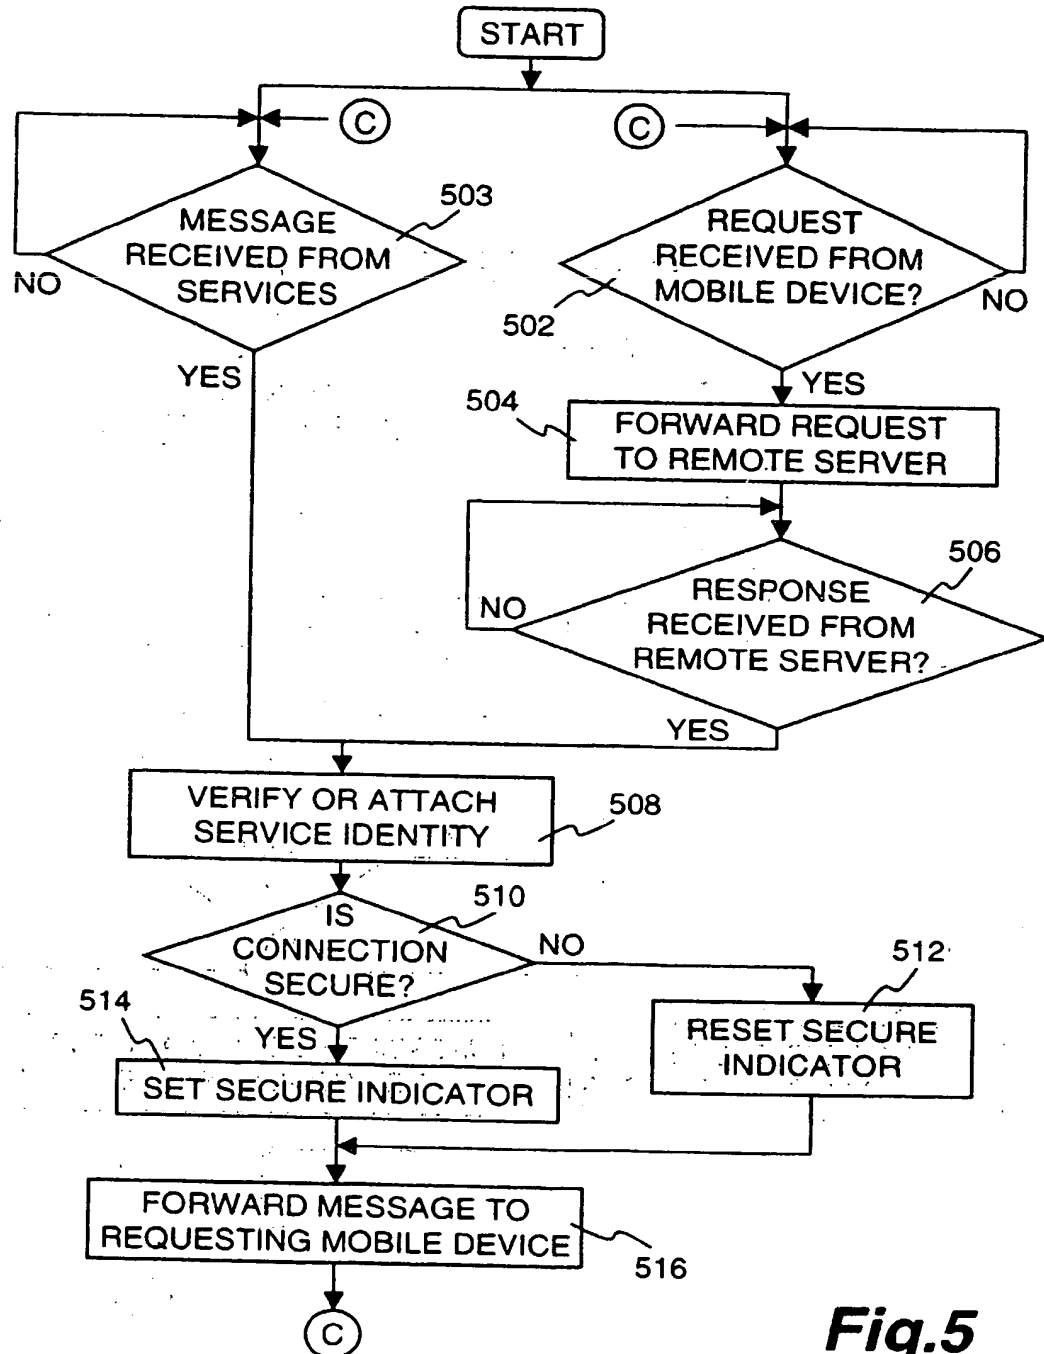 START
C
C
503
MESSAGE
RECEIVED FROM
SERVICES
NO
YES
REQUEST
RECEIVED FROM
MOBILE DEVICE?
502
NO
YES
504
FORWARD REQUEST
TO REMOTE SERVER
506
RESPONSE
RECEIVED FROM
REMOTE SERVER?
NO
YES
VERIFY OR ATTACH
SERVICE IDENTITY
508
510
IS
CONNECTION
SECURE?
NO
YES
512
RESET SECURE
INDICATOR
514
SET SECURE INDICATOR
FORWARD MESSAGE TO
REQUESTING MOBILE DEVICE
516
C
Fig.5